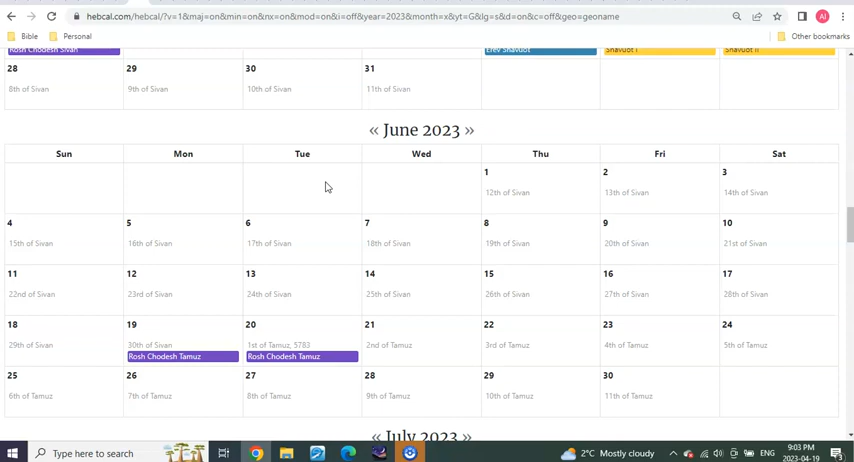 hebcal.com/hebcal/?v=1&maj=on&min=on&nx=on&mod=on&i=off&year=2023&month=x&yt=G&lg=s&d=on&c=off&geo=geoname
AI
Bible Personal Other bookmarks
Rosh Chodesh Sivan Erev Shavuot Shavuot I Shavuot II
28 29 30 31
8th of Sivan 9th of Sivan 10th of Sivan 11th of Sivan
« June 2023 »
Sun Mon Tue Wed Thu Fri Sat
1 2 3
12th of Sivan 13th of Sivan 14th of Sivan
4 5 6 7 8 9 10
15th of Sivan 16th of Sivan 17th of Sivan 18th of Sivan 19th of Sivan 20th of Sivan 21st of Sivan
11 12 13 14 15 16 17
22nd of Sivan 23rd of Sivan 24th of Sivan 25th of Sivan 26th of Sivan 27th of Sivan 28th of Sivan
18 19 20 21 22 23 24
29th of Sivan 30th of Sivan 1st of Tamuz, 5783 2nd of Tamuz 3rd of Tamuz 4th of Tamuz 5th of Tamuz
Rosh Chodesh Tamuz Rosh Chodesh Tamuz
25 26 27 28 29 30
6th of Tamuz 7th of Tamuz 8th of Tamuz 9th of Tamuz 10th of Tamuz 11th of Tamuz
« July 2023 »
Type here to search 2°C Mostly cloudy ENG 9:03 PM
2023-04-19
3